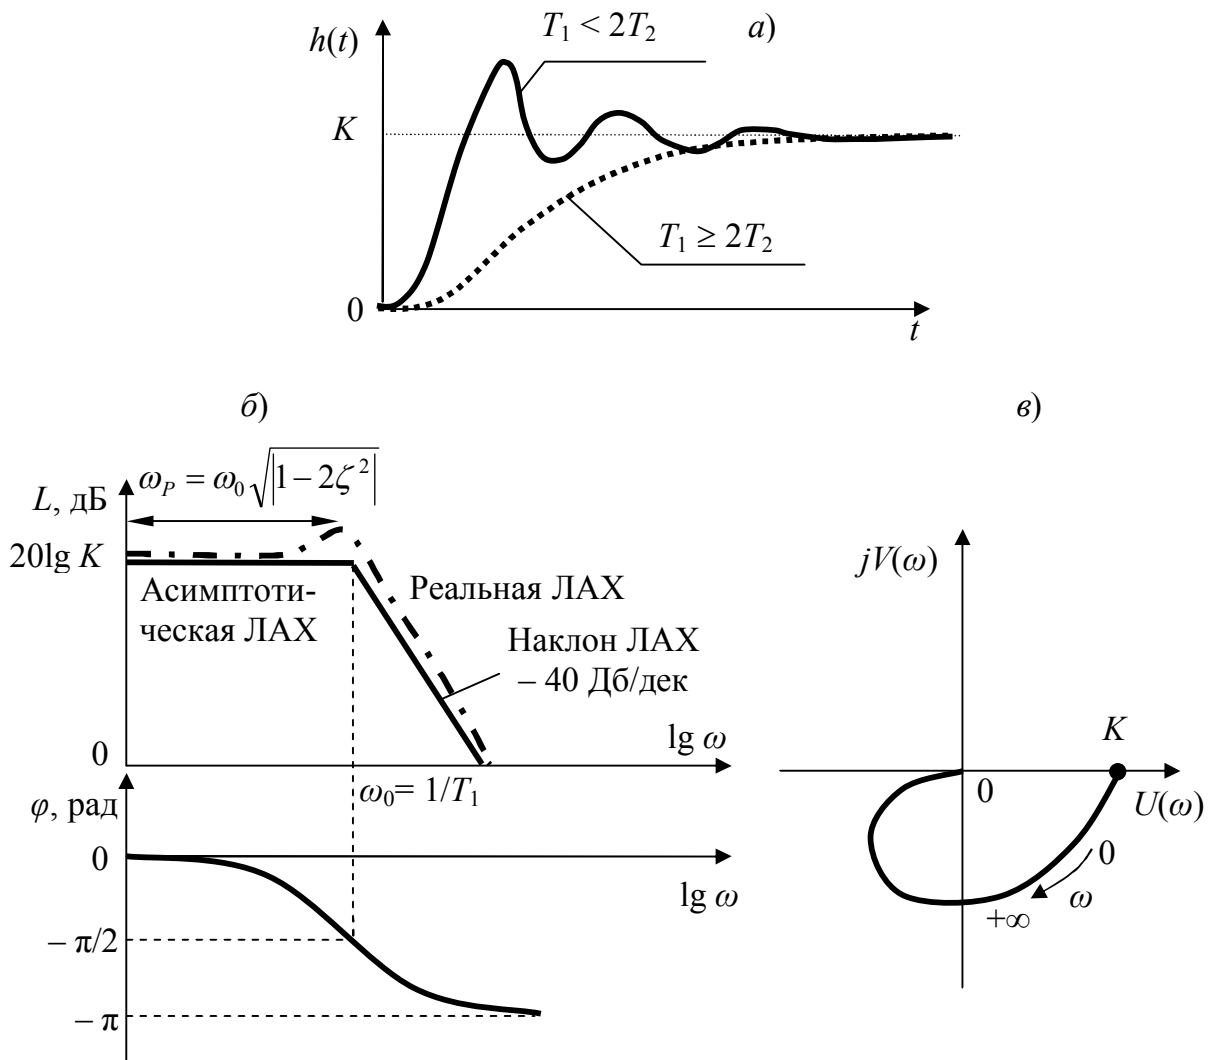 а)
h(t)
T₁ < 2T₂
K
T₁ ≥ 2T₂
0
t
б)
ω_P = ω₀√|1 − 2ζ²|
L, дБ
20lg K
Асимптоти-
ческая ЛАХ
Реальная ЛАХ
Наклон ЛАХ
– 40 Дб/дек
0
lg ω
ω₀= 1/T₁
φ, рад
0
lg ω
– π/2
– π
в)
jV(ω)
K
0
U(ω)
0
ω
+∞